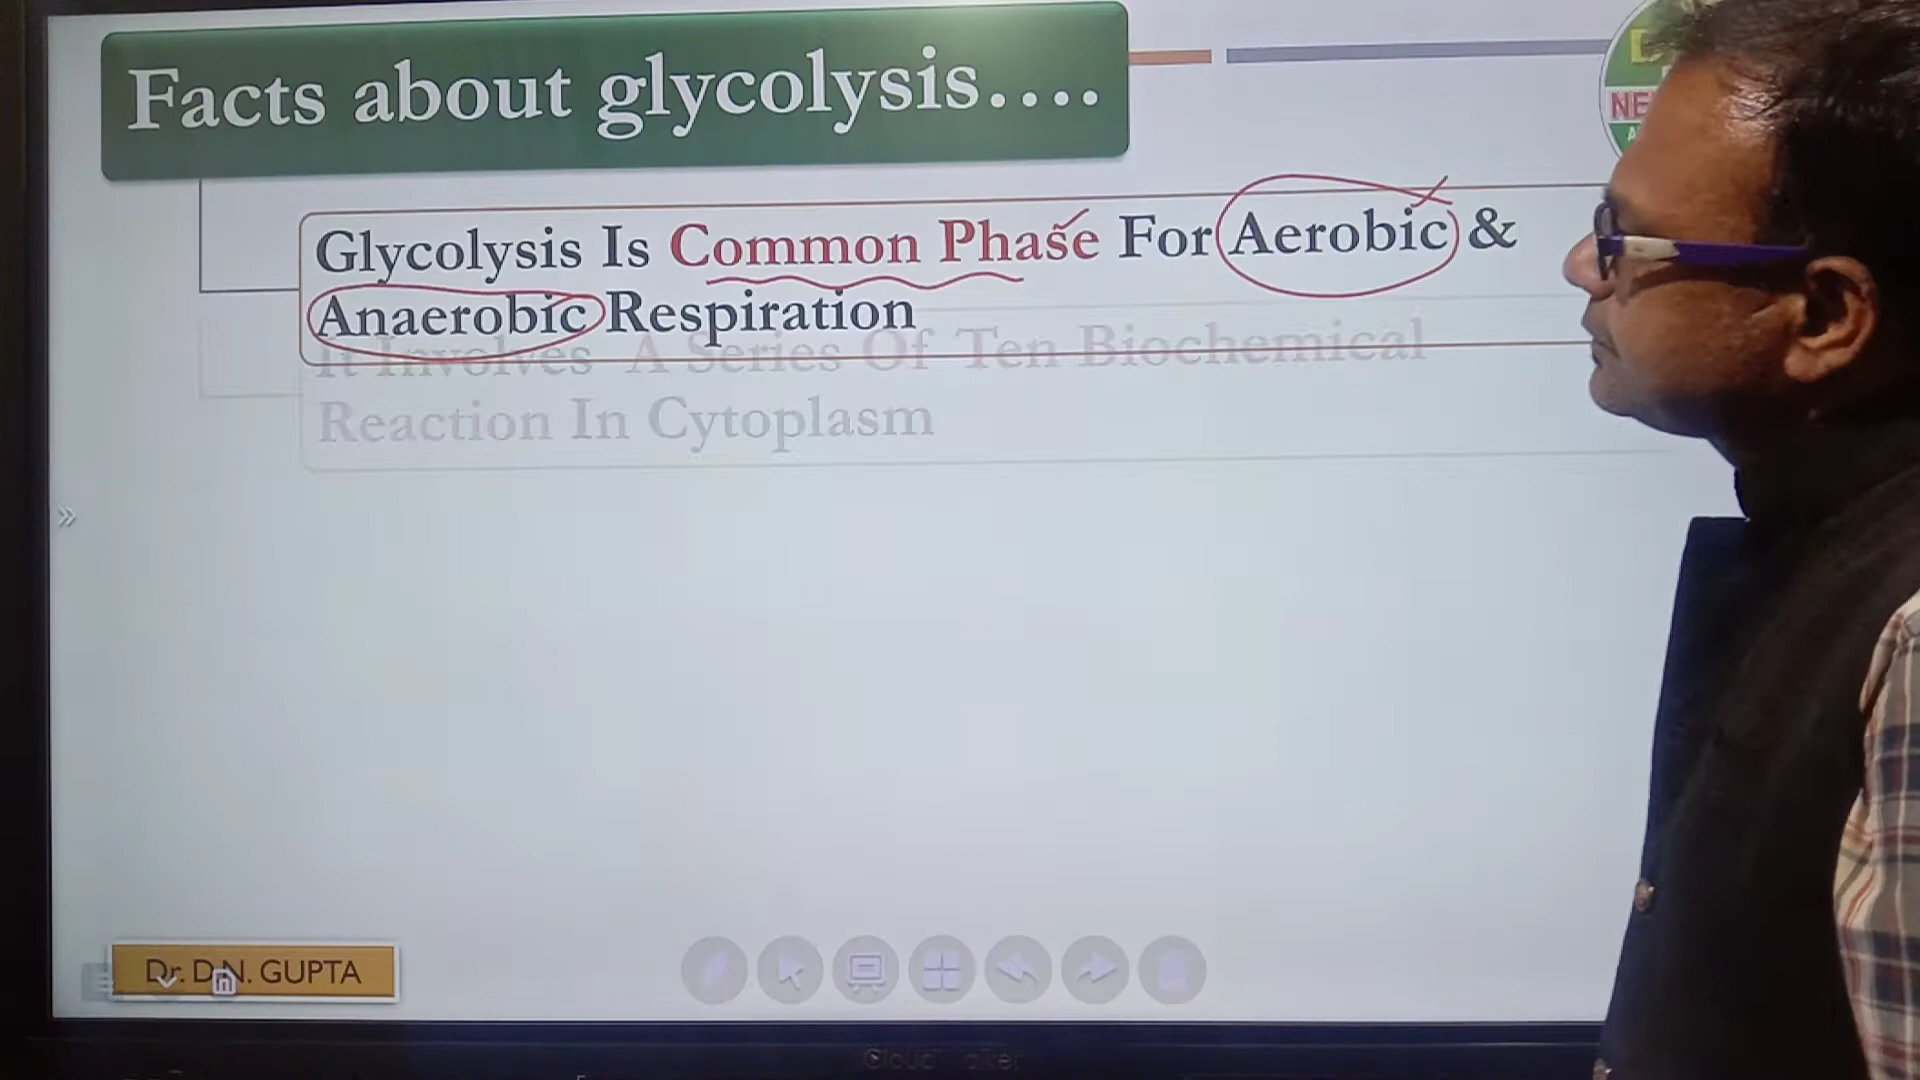 Facts about glycolysis....
Glycolysis Is Common Phase For Aerobic &
Anaerobic Respiration
It Involves A Series Of Ten Biochemical
Reaction In Cytoplasm
NE
Dr. D.N. GUPTA